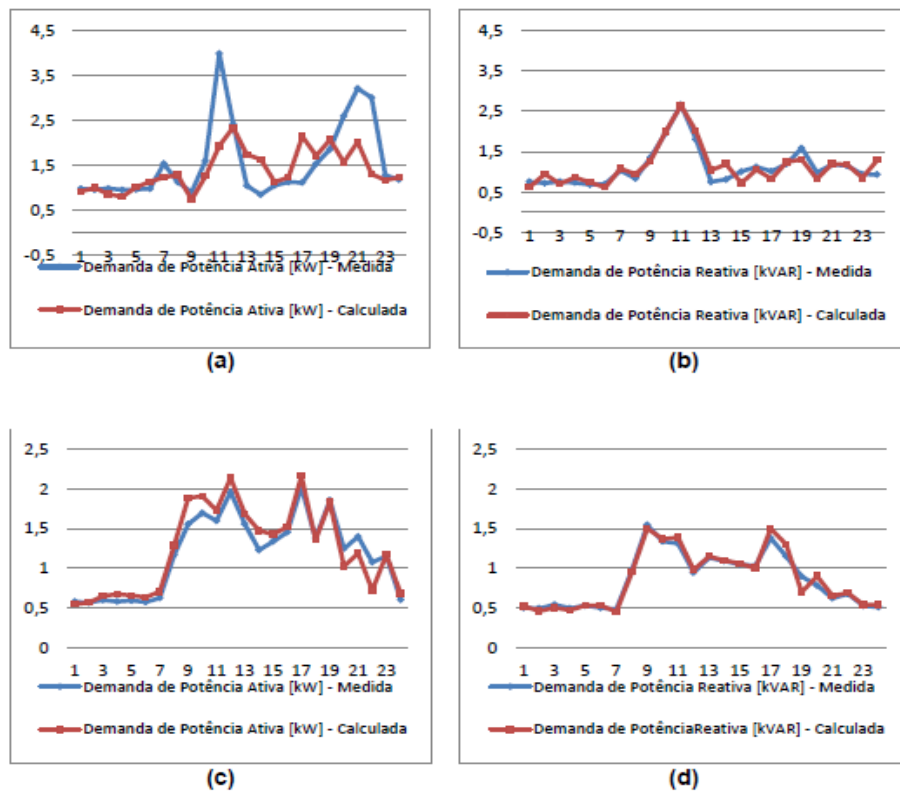 4,5
3,5
2,5
1,5
0,5
-0,5
1 3 5 7 9 11 13 15 17 19 21 23
Demanda de Potência Ativa [kW] - Medida
Demanda de Potência Ativa [kW] - Calculada
(a)
4,5
3,5
2,5
1,5
0,5
-0,5
1 3 5 7 9 11 13 15 17 19 21 23
Demanda de Potência Reativa [kVAR] - Medida
Demanda de Potência Reativa [kVAR] - Calculada
(b)
2,5
2
1,5
1
0,5
0
1 3 5 7 9 11 13 15 17 19 21 23
Demanda de Potência Ativa [kW] - Medida
Demanda de Potência Ativa [kW] - Calculada
(c)
2,5
2
1,5
1
0,5
0
1 3 5 7 9 11 13 15 17 19 21 23
Demanda de Potência Reativa [kVAR] - Medida
Demanda de PotênciaReativa [kVAR] - Calculada
(d)